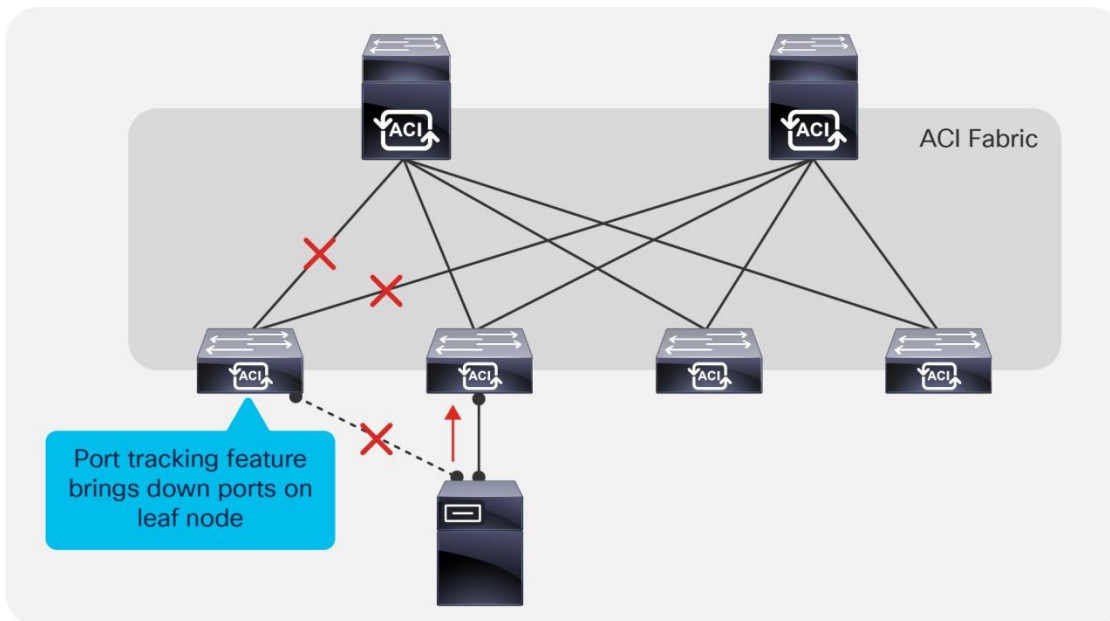 ACI
ACI
ACI Fabric
ACI
ACI
ACI
ACI
Port tracking feature
brings down ports on
leaf node